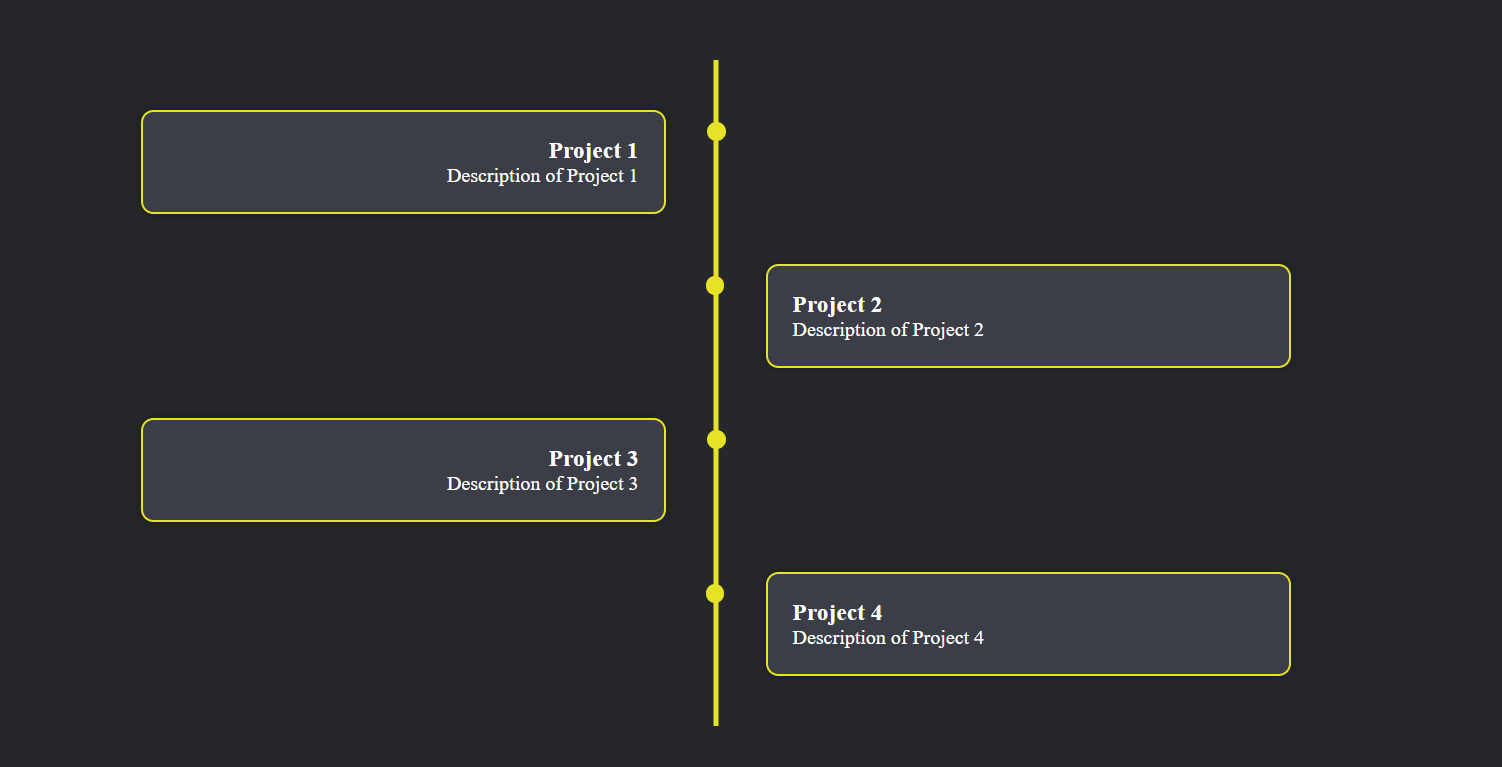 Project 1
Description of Project 1
Project 2
Description of Project 2
Project 3
Description of Project 3
Project 4
Description of Project 4